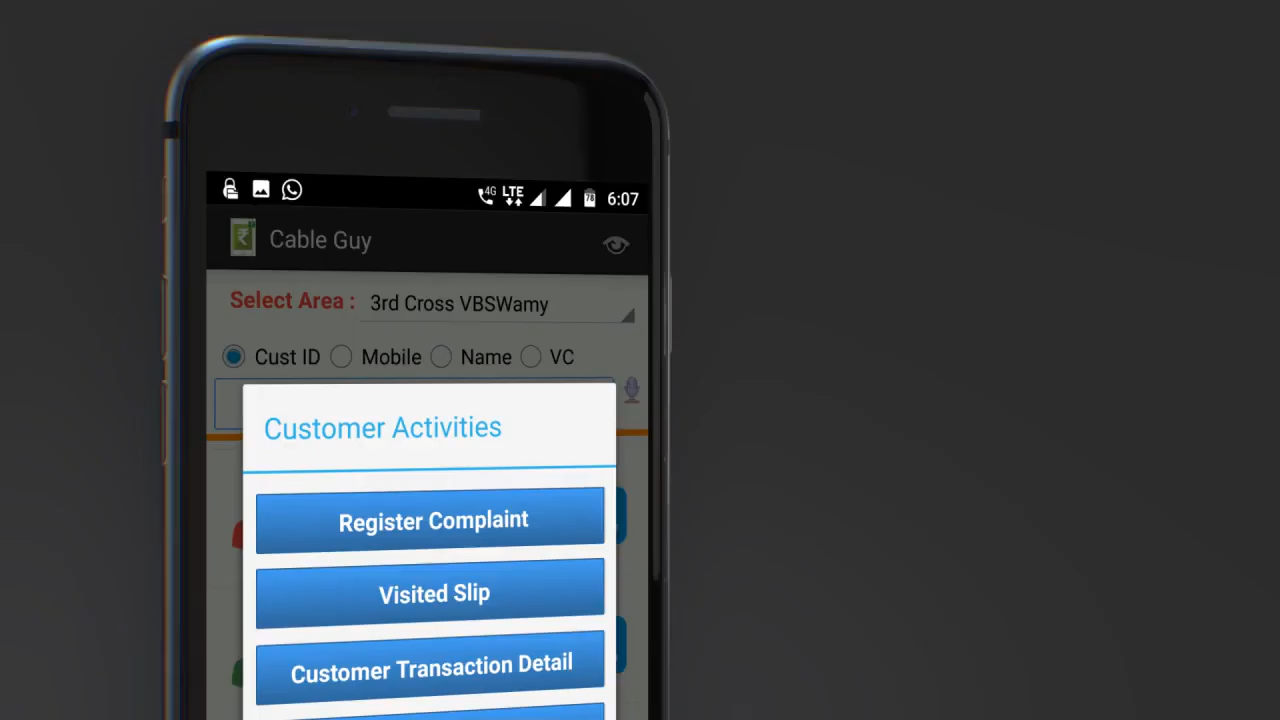 4G LTE 78 6:07
₹ Cable Guy
Select Area : 3rd Cross VBSWamy
Cust ID Mobile Name VC
Customer Activities
Register Complaint
Visited Slip
Customer Transaction Detail